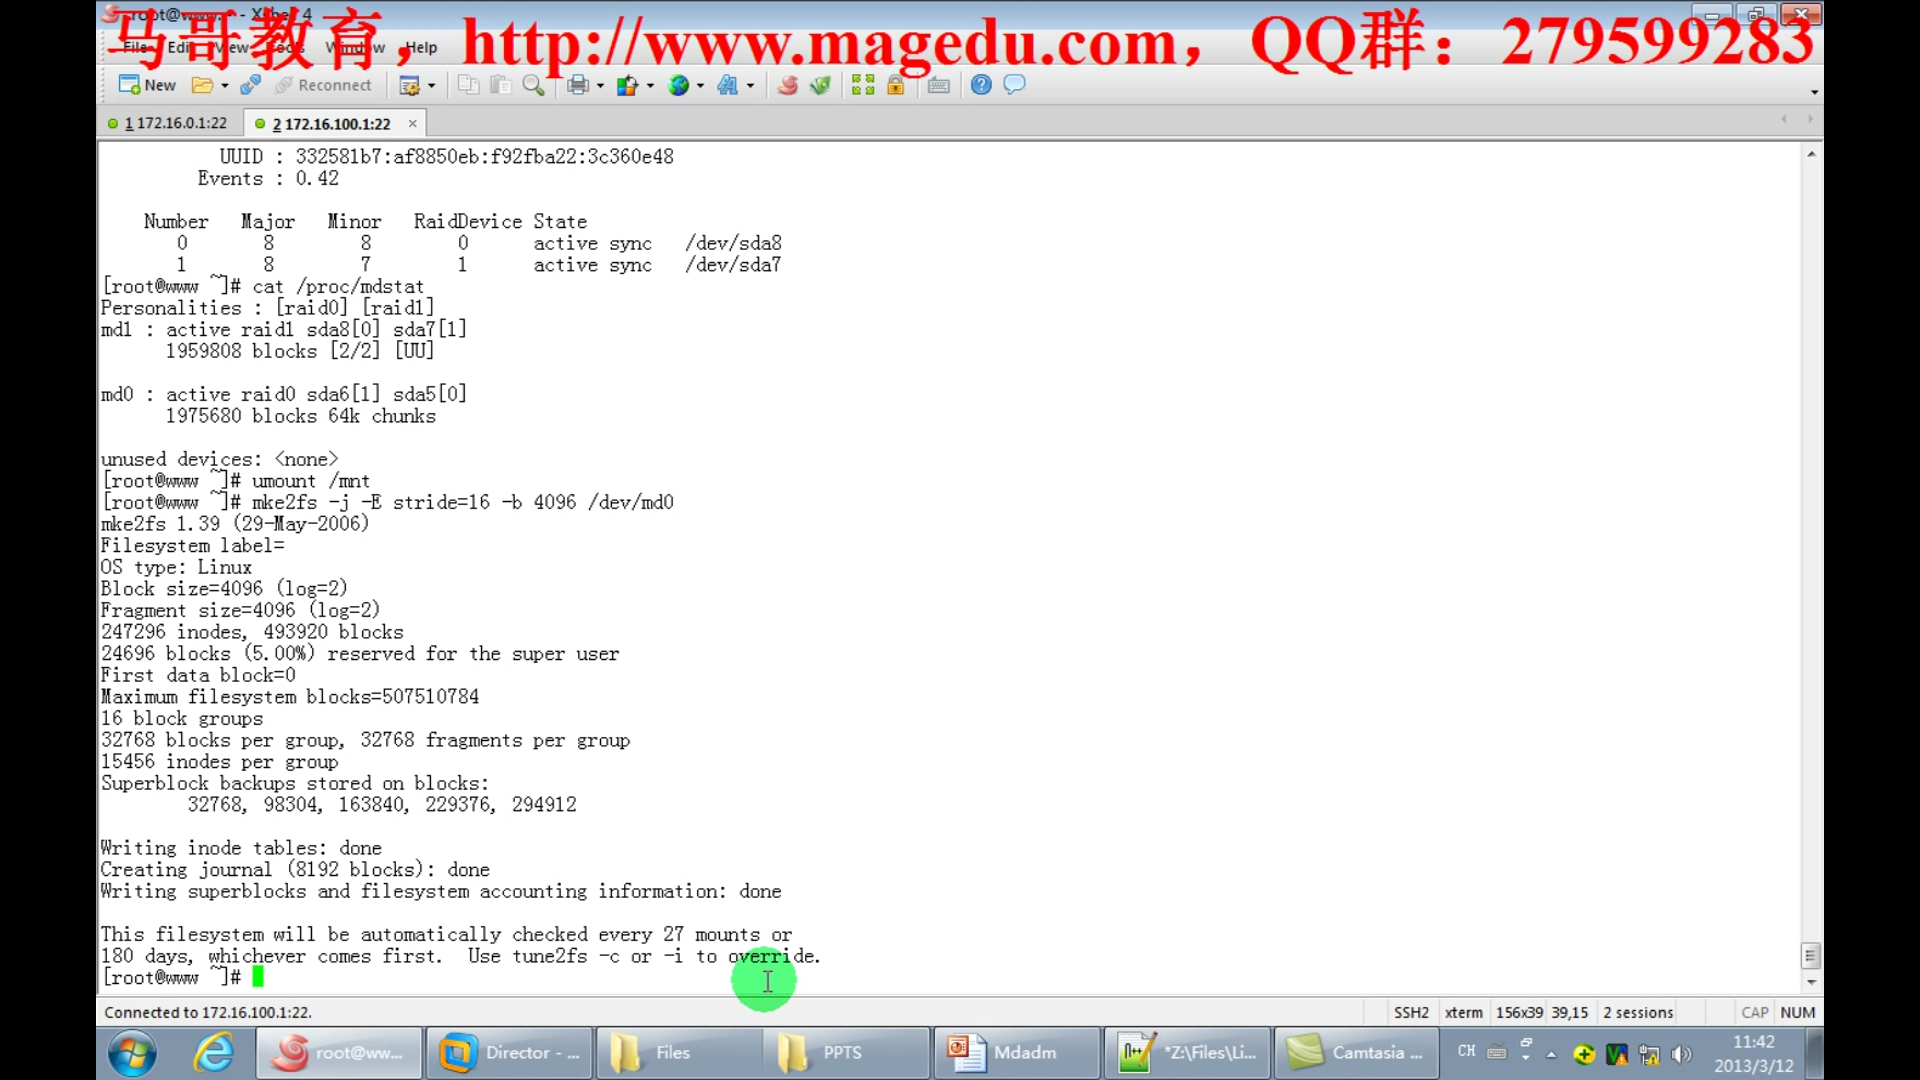 root@www:~ - Xshell 4
马哥教育，http://www.magedu.com，QQ群：279599283
File Edit View Tools Window Help
New Reconnect
1 172.16.0.1:22 2 172.16.100.1:22
UUID : 332581b7:af8850eb:f92fba22:3c360e48
Events : 0.42
Number Major Minor RaidDevice State
0 8 8 0 active sync /dev/sda8
1 8 7 1 active sync /dev/sda7
[root@www ~]# cat /proc/mdstat
Personalities : [raid0] [raid1]
md1 : active raid1 sda8[0] sda7[1]
1959808 blocks [2/2] [UU]
md0 : active raid0 sda6[1] sda5[0]
1975680 blocks 64k chunks
unused devices: <none>
[root@www ~]# umount /mnt
[root@www ~]# mke2fs -j -E stride=16 -b 4096 /dev/md0
mke2fs 1.39 (29-May-2006)
Filesystem label=
OS type: Linux
Block size=4096 (log=2)
Fragment size=4096 (log=2)
247296 inodes, 493920 blocks
24696 blocks (5.00%) reserved for the super user
First data block=0
Maximum filesystem blocks=507510784
16 block groups
32768 blocks per group, 32768 fragments per group
15456 inodes per group
Superblock backups stored on blocks:
32768, 98304, 163840, 229376, 294912
Writing inode tables: done
Creating journal (8192 blocks): done
Writing superblocks and filesystem accounting information: done
This filesystem will be automatically checked every 27 mounts or
180 days, whichever comes first. Use tune2fs -c or -i to override.
[root@www ~]#
Connected to 172.16.100.1:22. SSH2 xterm 156x39 39,15 2 sessions CAP NUM
root@ww... Director - ... Files PPTS Mdadm *Z:\Files\Li... Camtasia ... CH 11:42
2013/3/12